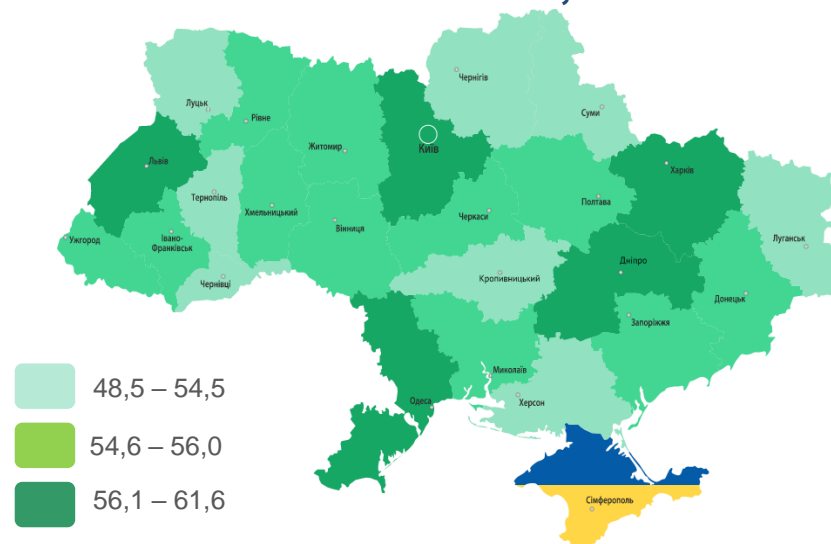 Чернігів
Луцьк
Суми
Рівне
Київ
Житомир
Львів
Харків
Тернопіль
Хмельницький
Полтава
Черкаси
Вінниця
Ужгород
Івано-
Франківськ
Луганськ
Дніпро
Кропивницький
Чернівці
Донецьк
Запоріжжя
Миколаїв
Одеса
Херсон
48,5 – 54,5
54,6 – 56,0
56,1 – 61,6
Сімферополь